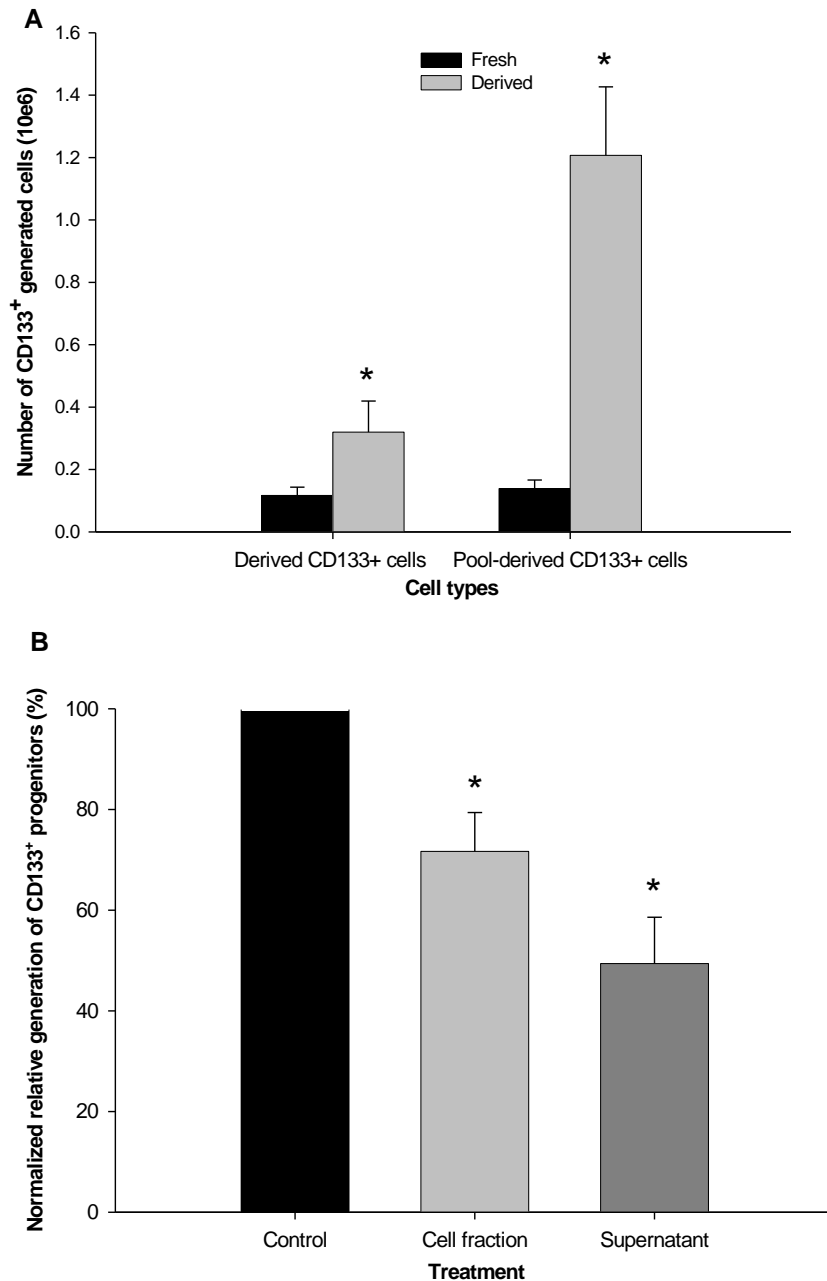 A
Number of CD133+ generated cells (10e6)
1.6
1.4
1.2
1.0
0.8
0.6
0.4
0.2
0.0
Fresh
Derived
*
*
Derived CD133+ cells
Pool-derived CD133+ cells
Cell types
B
Normalized relative generation of CD133+ progenitors (%)
100
80
60
40
20
0
*
*
Control
Cell fraction
Supernatant
Treatment